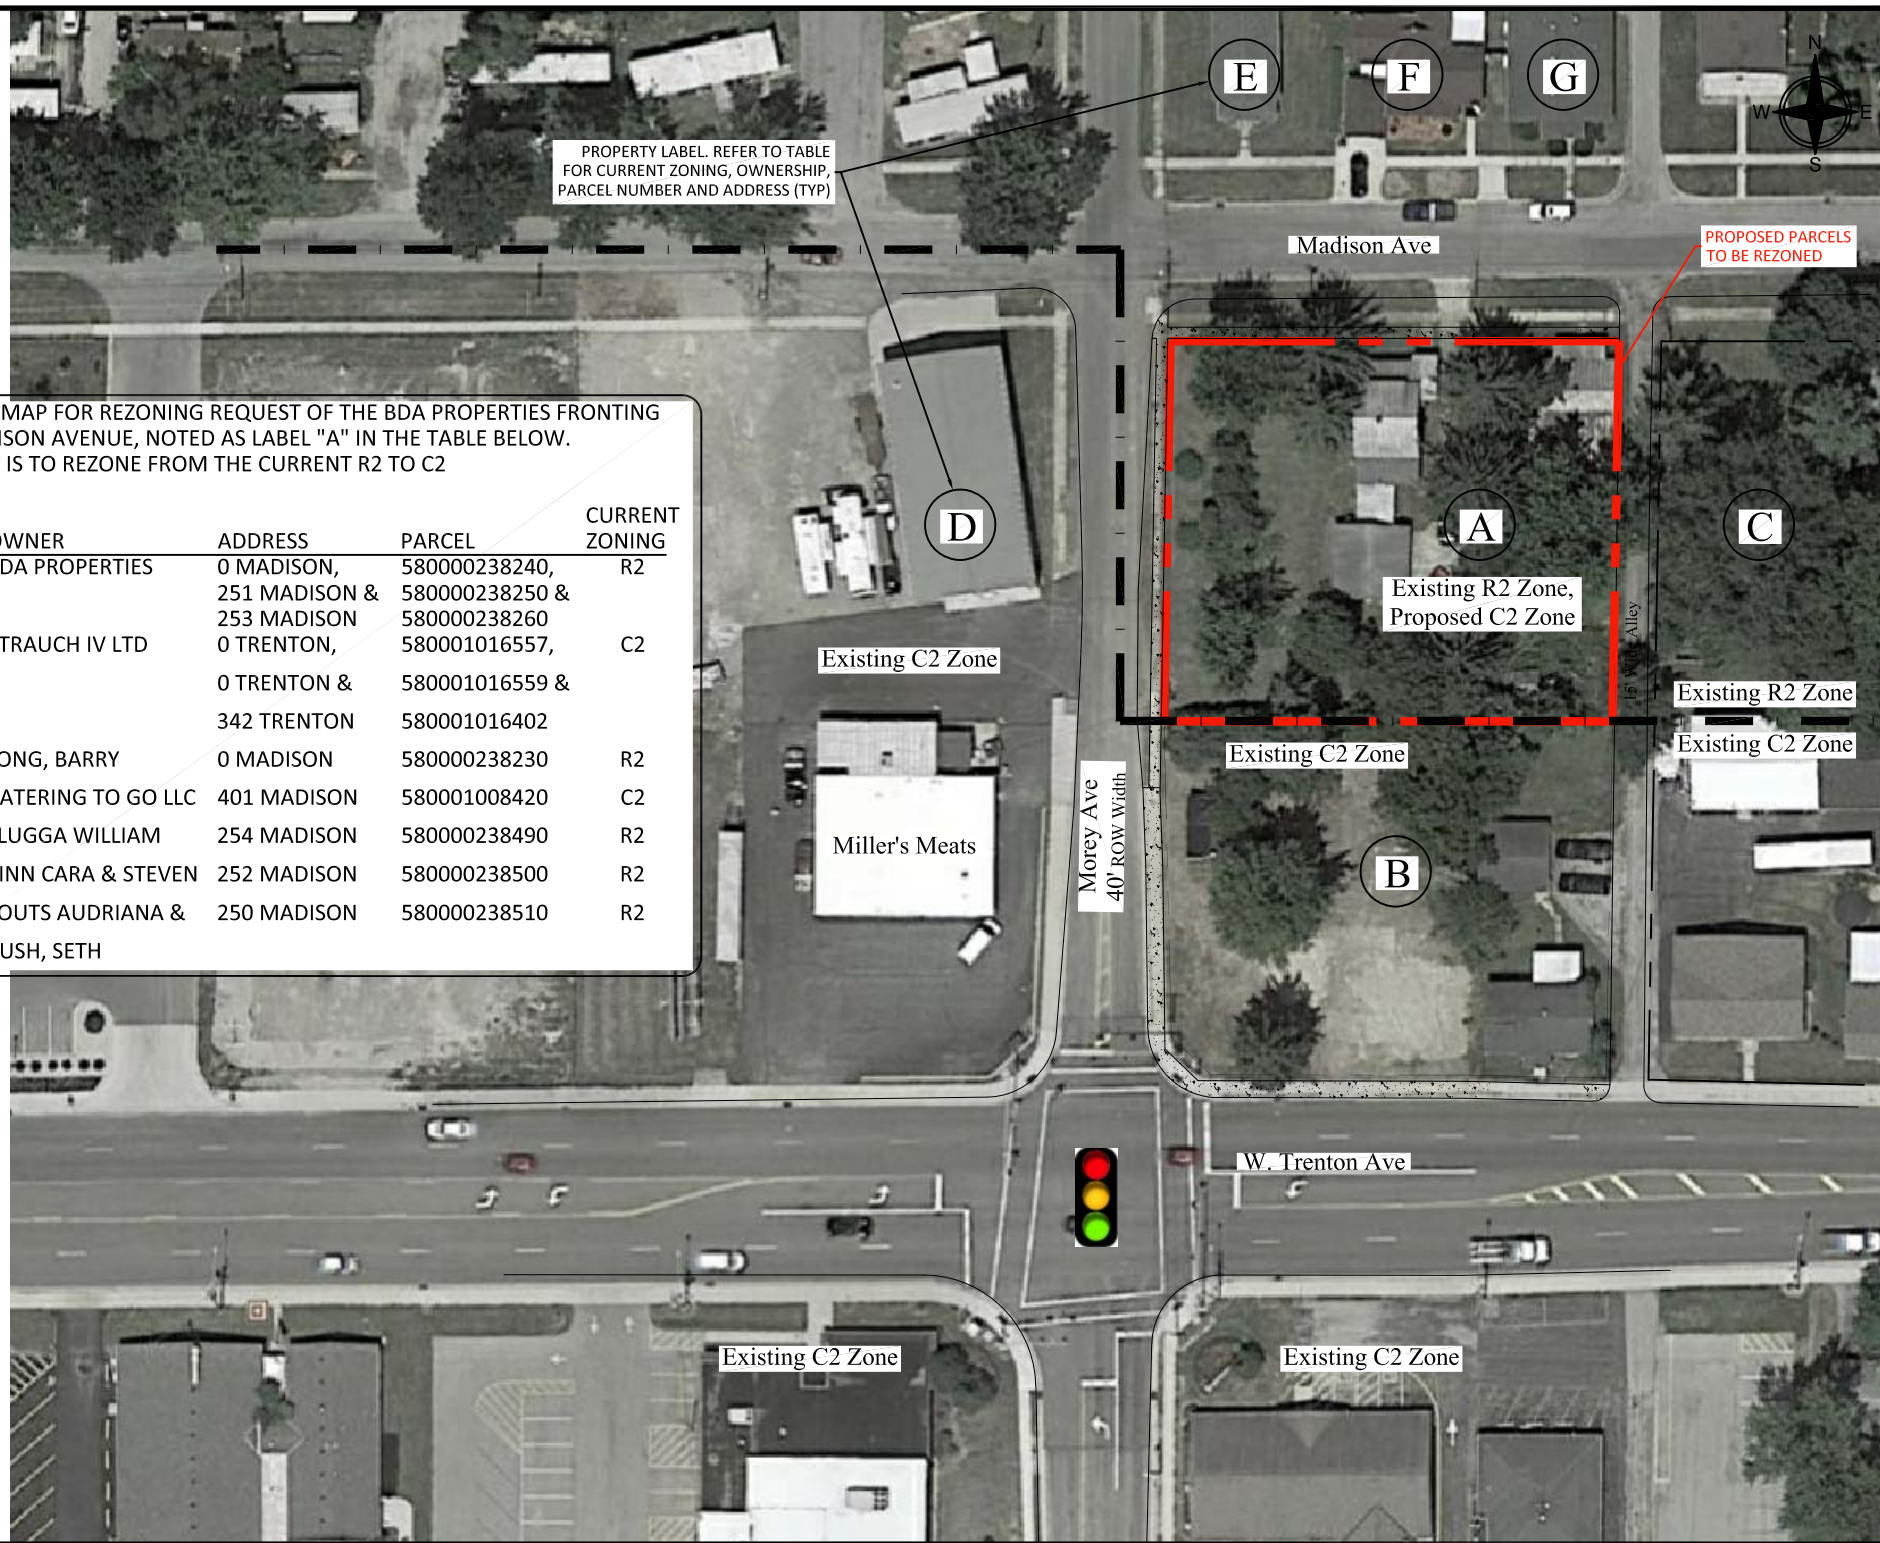 E
F
G
N
W
E
S
PROPERTY LABEL. REFER TO TABLE
FOR CURRENT ZONING, OWNERSHIP,
PARCEL NUMBER AND ADDRESS (TYP)
Madison Ave
PROPOSED PARCELS
TO BE REZONED
MAP FOR REZONING REQUEST OF THE BDA PROPERTIES FRONTING
ISON AVENUE, NOTED AS LABEL "A" IN THE TABLE BELOW.
IS TO REZONE FROM THE CURRENT R2 TO C2
OWNER ADDRESS PARCEL CURRENT ZONING
DA PROPERTIES 0 MADISON, 580000238240, R2
251 MADISON & 580000238250 &
253 MADISON 580000238260
TRAUCH IV LTD 0 TRENTON, 580001016557, C2
0 TRENTON & 580001016559 &
342 TRENTON 580001016402
ONG, BARRY 0 MADISON 580000238230 R2
ATERING TO GO LLC 401 MADISON 580001008420 C2
LUGGA WILLIAM 254 MADISON 580000238490 R2
INN CARA & STEVEN 252 MADISON 580000238500 R2
OUTS AUDRIANA & 250 MADISON 580000238510 R2
USH, SETH
D
A
C
Existing R2 Zone,
Proposed C2 Zone
15' Wide Alley
Existing C2 Zone
Existing R2 Zone
Existing C2 Zone
Existing C2 Zone
Morey Ave
40' ROW Width
Miller's Meats
B
W. Trenton Ave
Existing C2 Zone
Existing C2 Zone